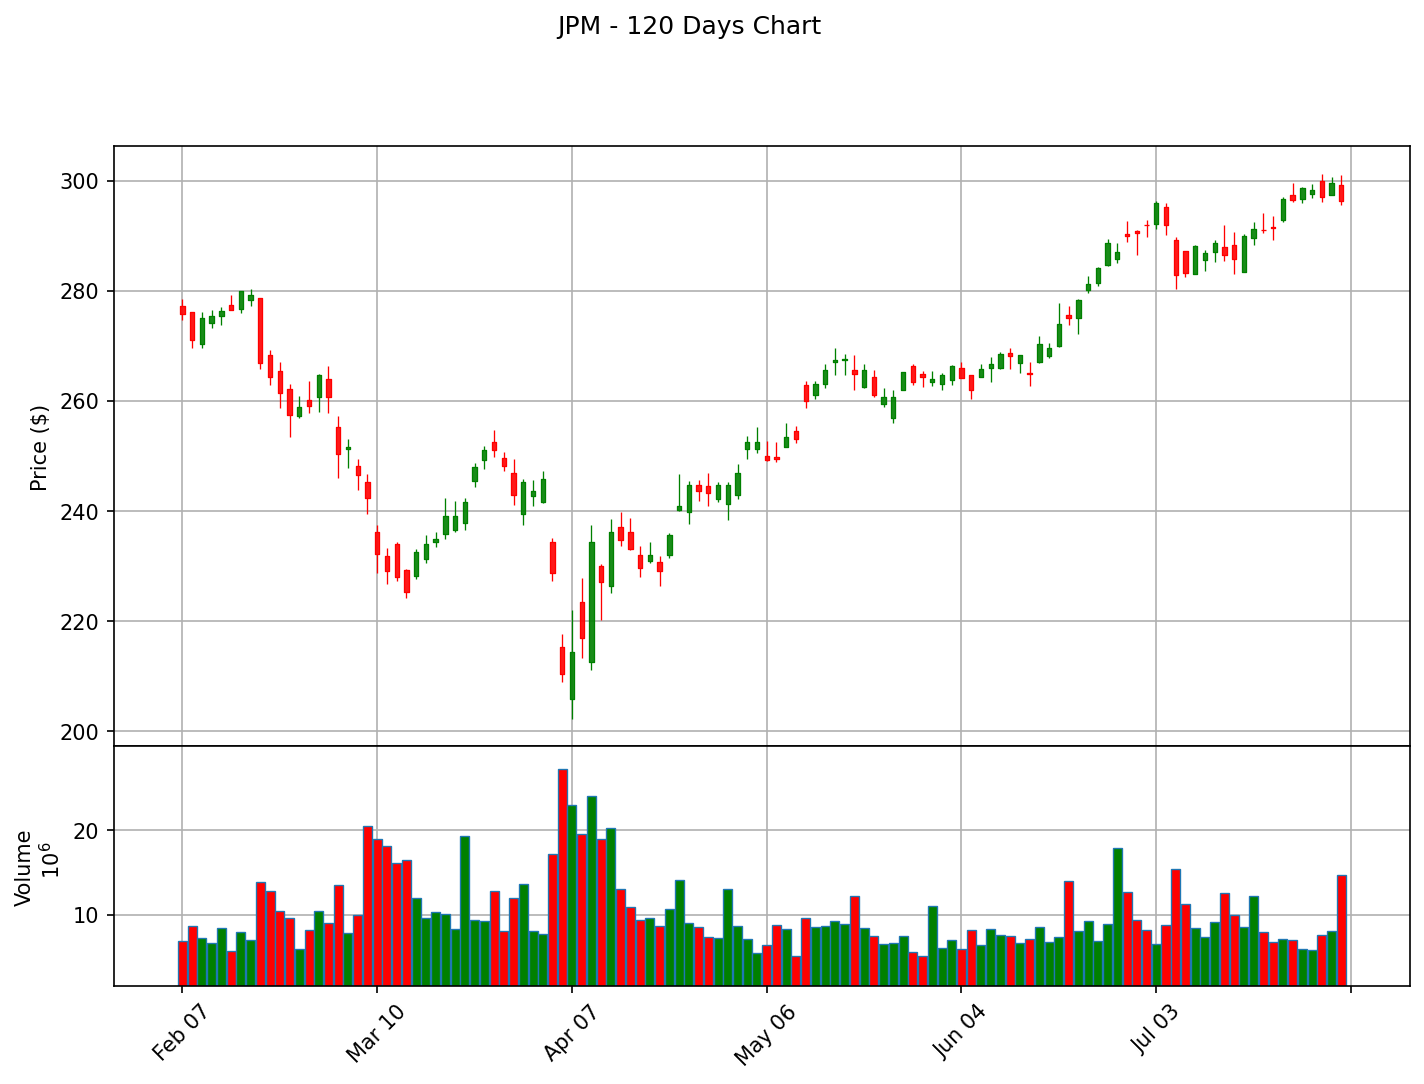 JPM - 120 Days Chart
Price ($)
300
280
260
240
220
200
Volume
10^6
20
10
Feb 07
Mar 10
Apr 07
May 06
Jun 04
Jul 03